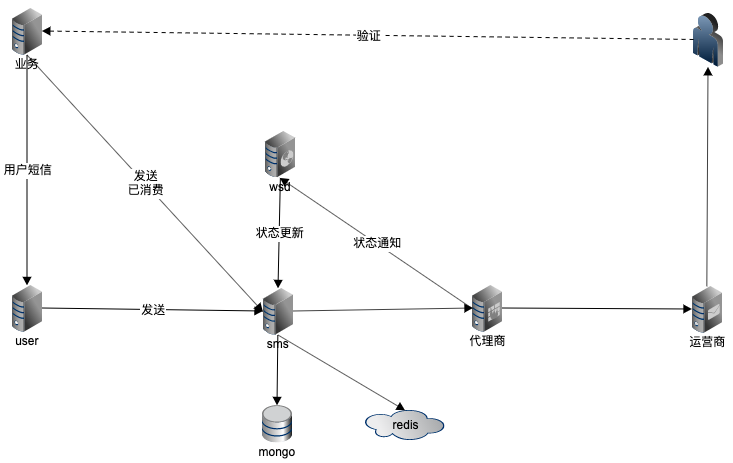 验证
业务
用户短信
发送
已消费
wsd
状态更新
状态通知
发送
user
sms
代理商
运营商
redis
mongo